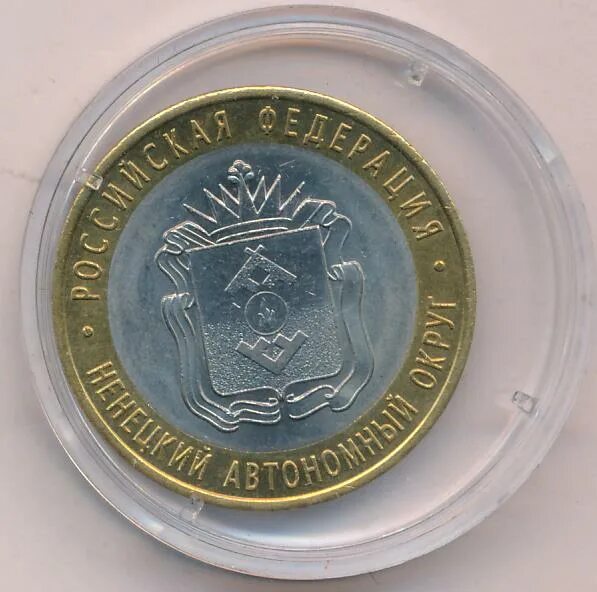 РОССИЙСКАЯ ФЕДЕРАЦИЯ
НЕНЕЦКИЙ АВТОНОМНЫЙ ОКРУГ